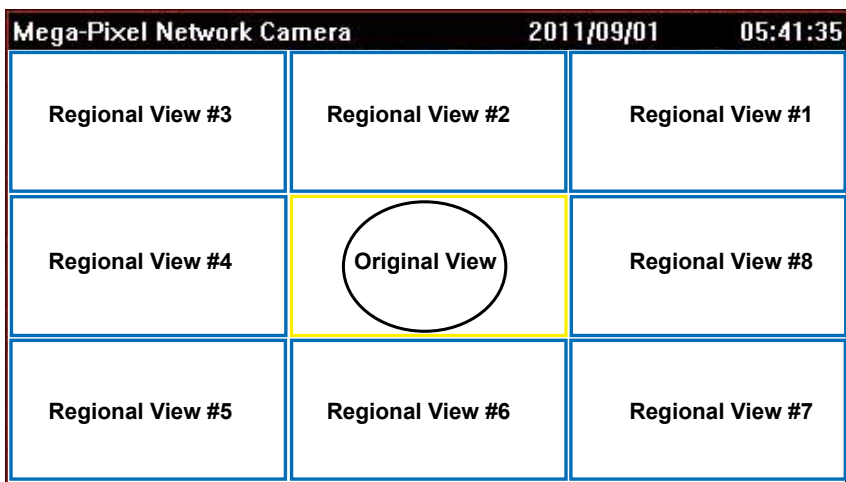 Mega-Pixel Network Camera 2011/09/01 05:41:35
Regional View #3 Regional View #2 Regional View #1
Regional View #4 Original View Regional View #8
Regional View #5 Regional View #6 Regional View #7